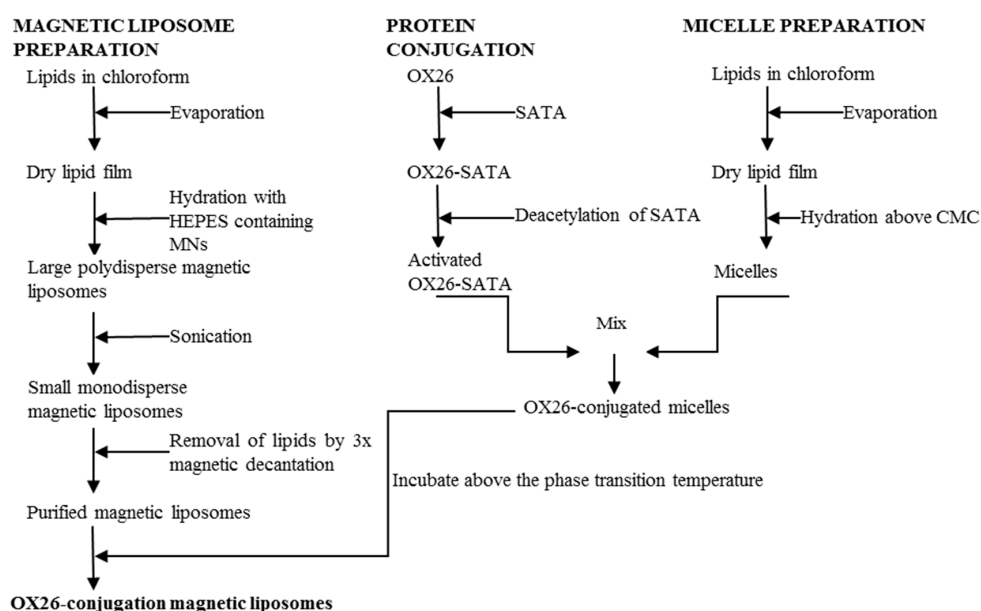 MAGNETIC LIPOSOME
PREPARATION
Lipids in chloroform
Evaporation
Dry lipid film
Hydration with
HEPES containing
MNs
Large polydisperse magnetic
liposomes
Sonication
Small monodisperse
magnetic liposomes
Removal of lipids by 3x
magnetic decantation
Purified magnetic liposomes
OX26-conjugation magnetic liposomes
PROTEIN
CONJUGATION
OX26
SATA
OX26-SATA
Deacetylation of SATA
Activated
OX26-SATA
MICELLE PREPARATION
Lipids in chloroform
Evaporation
Dry lipid film
Hydration above CMC
Micelles
Mix
OX26-conjugated micelles
Incubate above the phase transition temperature